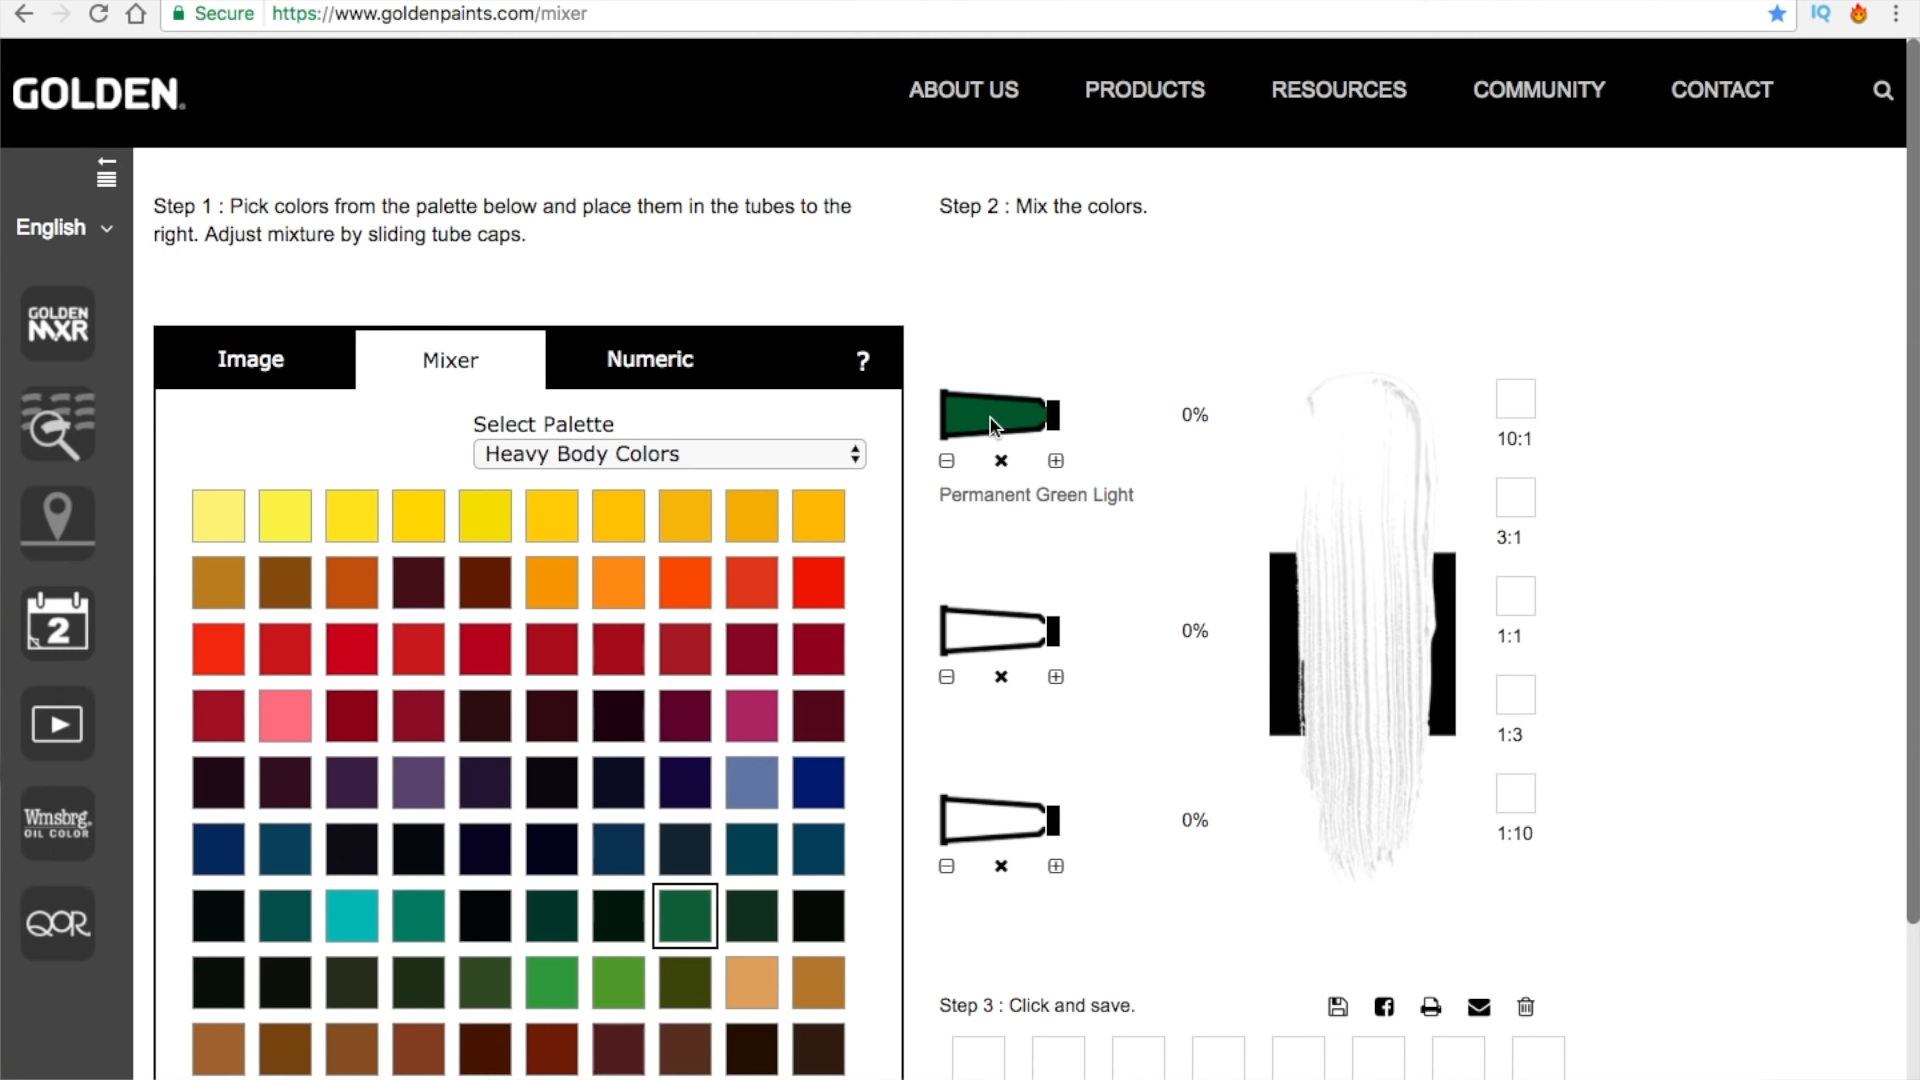 Secure
https://www.goldenpaints.com/mixer
IQ
GOLDEN.
ABOUT US
PRODUCTS
RESOURCES
COMMUNITY
CONTACT
English
GOLDEN
MXR
2
Wmsbrg.
OIL COLOR
QOR
Step 1 : Pick colors from the palette below and place them in the tubes to the
right. Adjust mixture by sliding tube caps.
Image
Mixer
Numeric
?
Select Palette
Heavy Body Colors
Step 2 : Mix the colors.
0%
Permanent Green Light
0%
0%
10:1
3:1
1:1
1:3
1:10
Step 3 : Click and save.